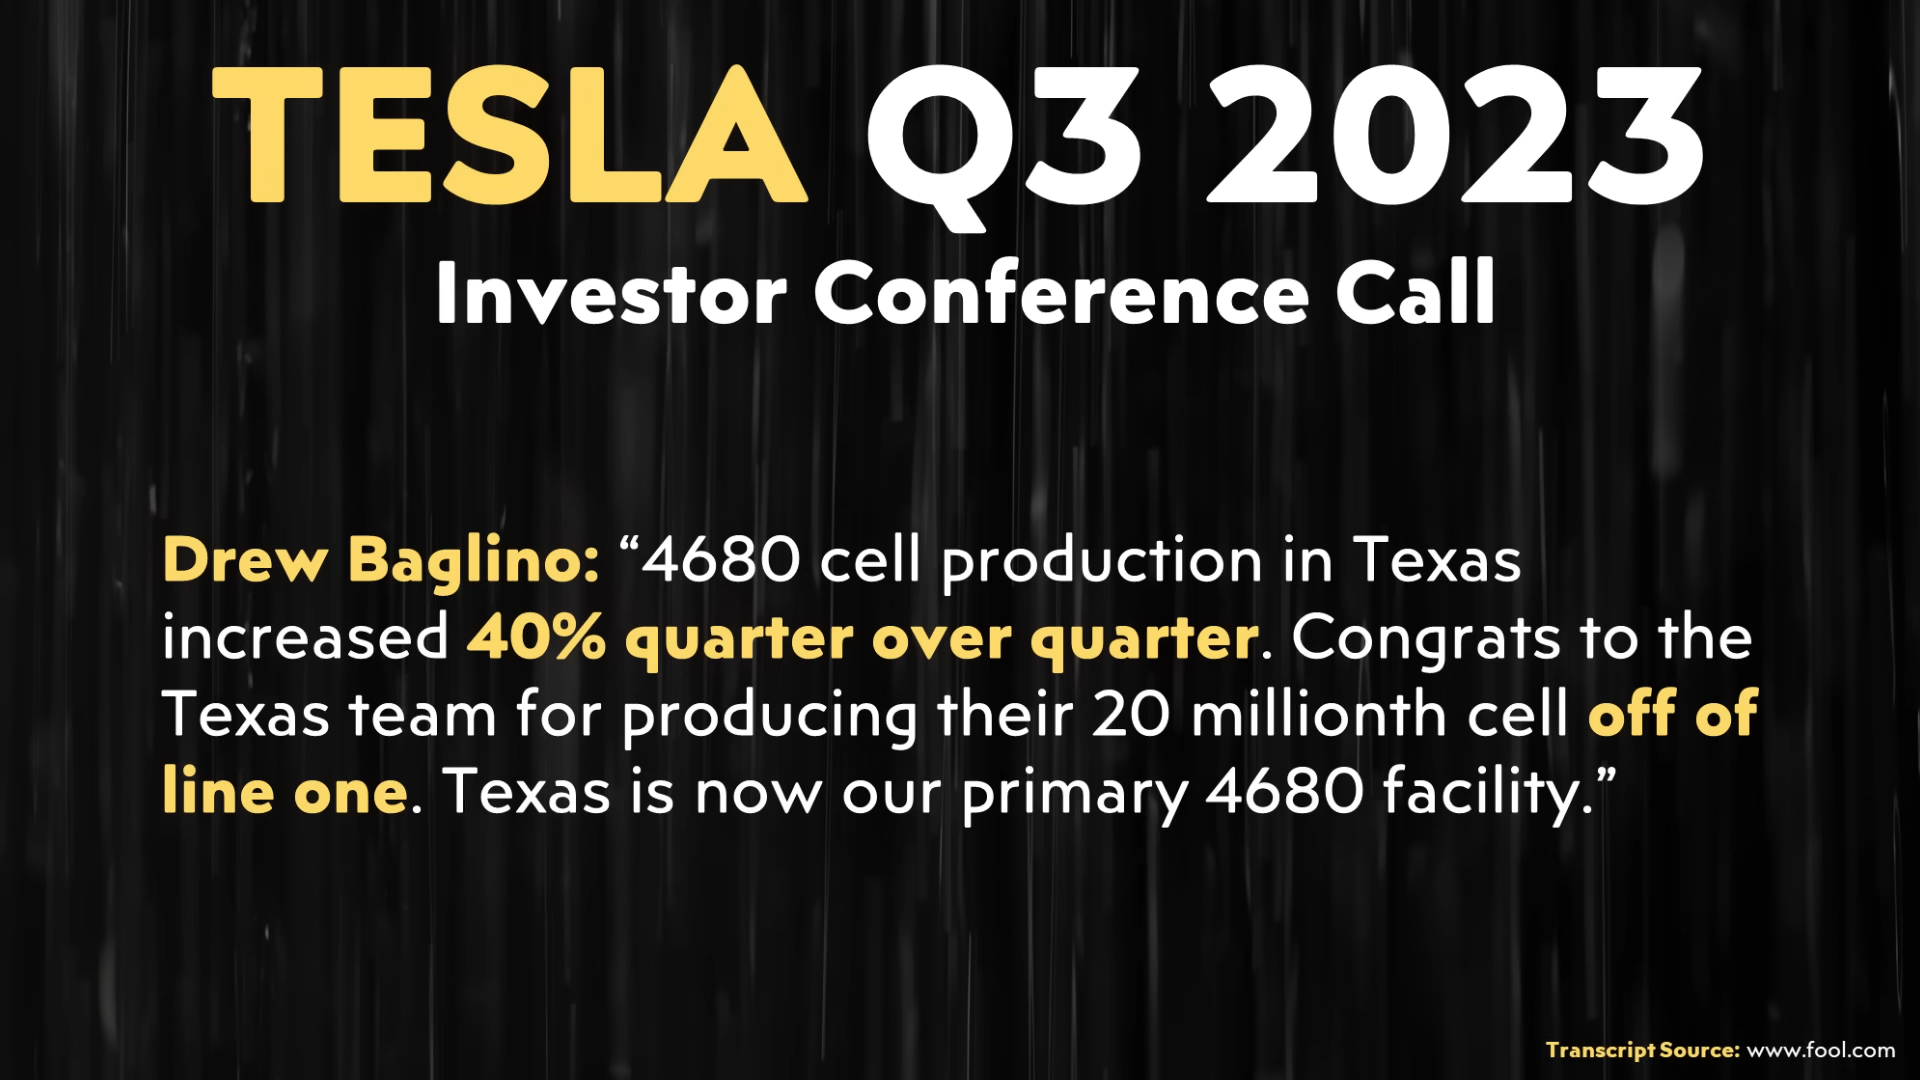 TESLA Q3 2023
Investor Conference Call
Drew Baglino: “4680 cell production in Texas
increased 40% quarter over quarter. Congrats to the
Texas team for producing their 20 millionth cell off of
line one. Texas is now our primary 4680 facility.”
Transcript Source: www.fool.com